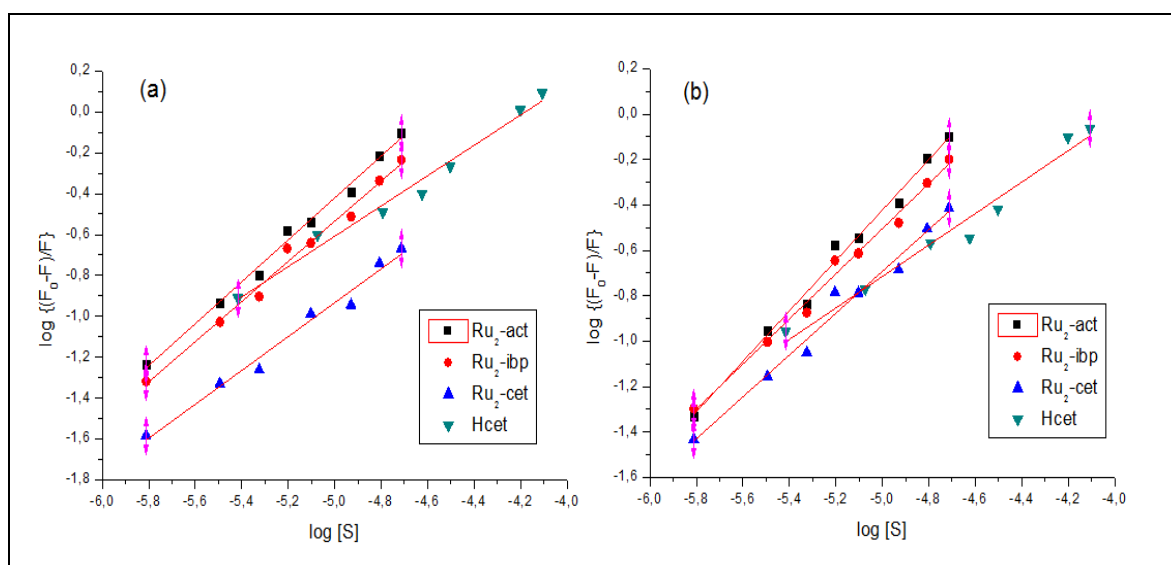 (a)
log {(F₀-F)/F}
0,2
0,0
-0,2
-0,4
-0,6
-0,8
-1,0
-1,2
-1,4
-1,6
-1,8
-6,0 -5,8 -5,6 -5,4 -5,2 -5,0 -4,8 -4,6 -4,4 -4,2 -4,0
log [S]
Ru₂-act
Ru₂-ibp
Ru₂-cet
Hcet
(b)
log {(F₀-F)/F}
0,2
0,0
-0,2
-0,4
-0,6
-0,8
-1,0
-1,2
-1,4
-1,6
-6,0 -5,8 -5,6 -5,4 -5,2 -5,0 -4,8 -4,6 -4,4 -4,2 -4,0
log [S]
Ru₂-act
Ru₂-ibp
Ru₂-cet
Hcet